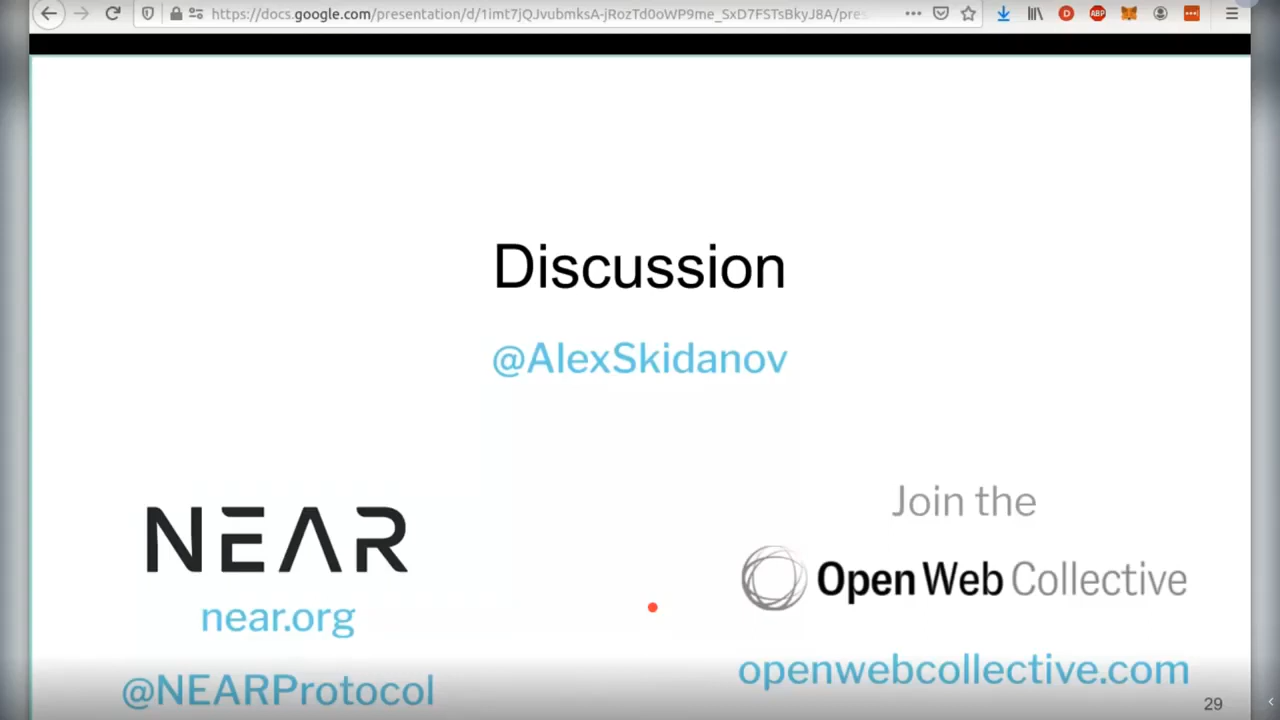 https://docs.google.com/presentation/d/1imt7jQJvubmksA-jRozTd0oWP9me_SxD7FSTsBkyJ8A/pres
D
ABP
Discussion
@AlexSkidanov
NEAR
near.org
@NEARProtocol
Join the
Open Web Collective
openwebcollective.com
29